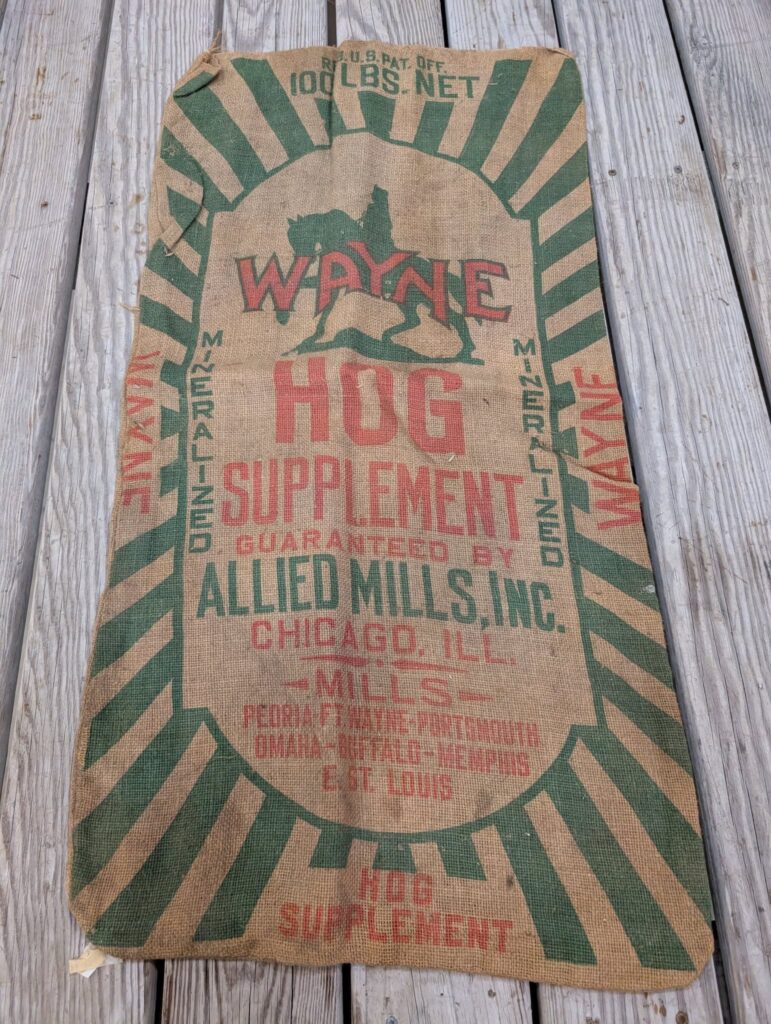 REG. U.S. PAT. OFF.
100 LBS. NET
WAYNE
HOG
SUPPLEMENT
GUARANTEED BY
ALLIED MILLS, INC.
CHICAGO, ILL.
-MILLS-
PEORIA-FT. WAYNE-PORTSMOUTH
OMAHA-BUFFALO-MEMPHIS
E. ST. LOUIS
MINERALIZED
MINERALIZED
WAYNE
WAYNE
HOG
SUPPLEMENT